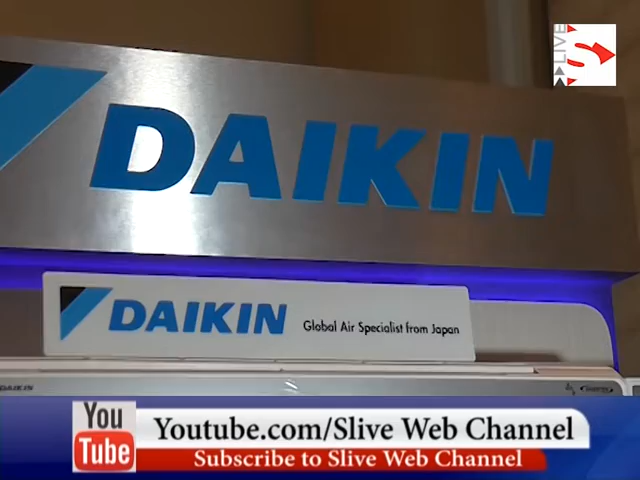 LIVE
DAIKIN
DAIKIN
Global Air Specialist from Japan
DAIKIN
You
Tube
Youtube.com/Slive Web Channel
Subscribe to Slive Web Channel